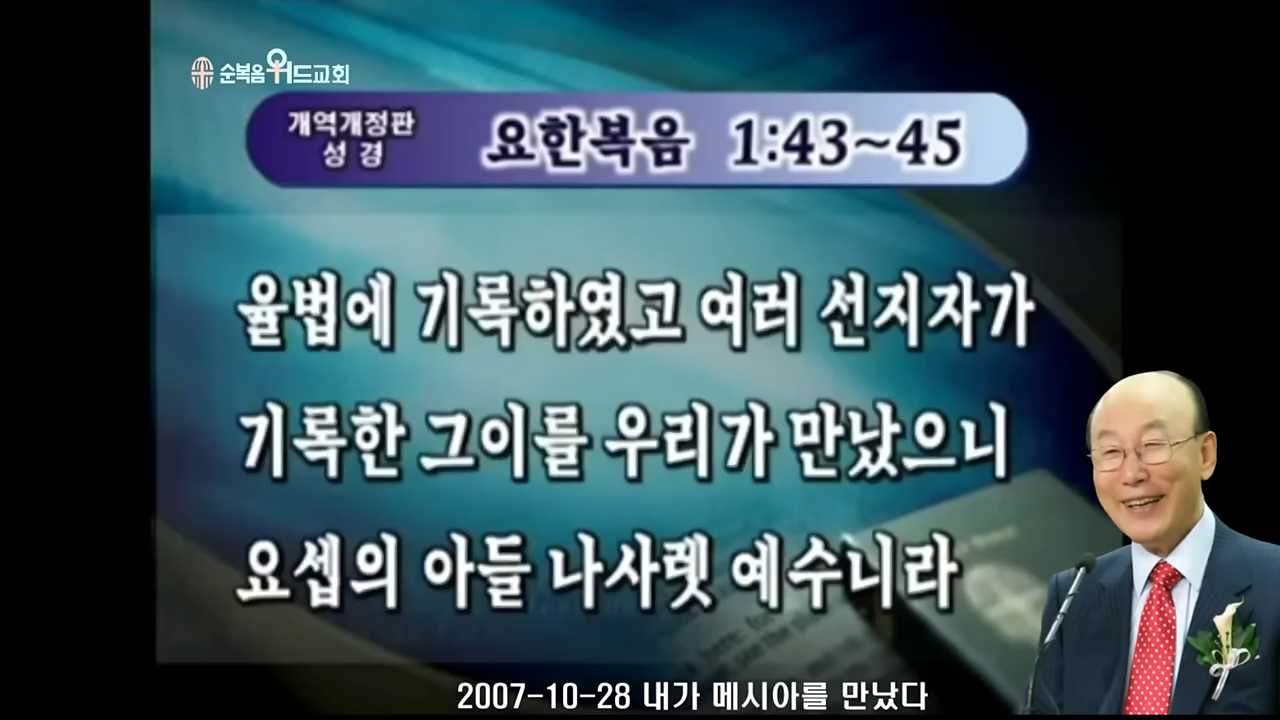 순복음워드교회
개역개정판
성 경
요한복음 1:43~45
율법에 기록하였고 여러 선지자가
기록한 그이를 우리가 만났으니
요셉의 아들 나사렛 예수니라
2007-10-28 내가 메시아를 만났다